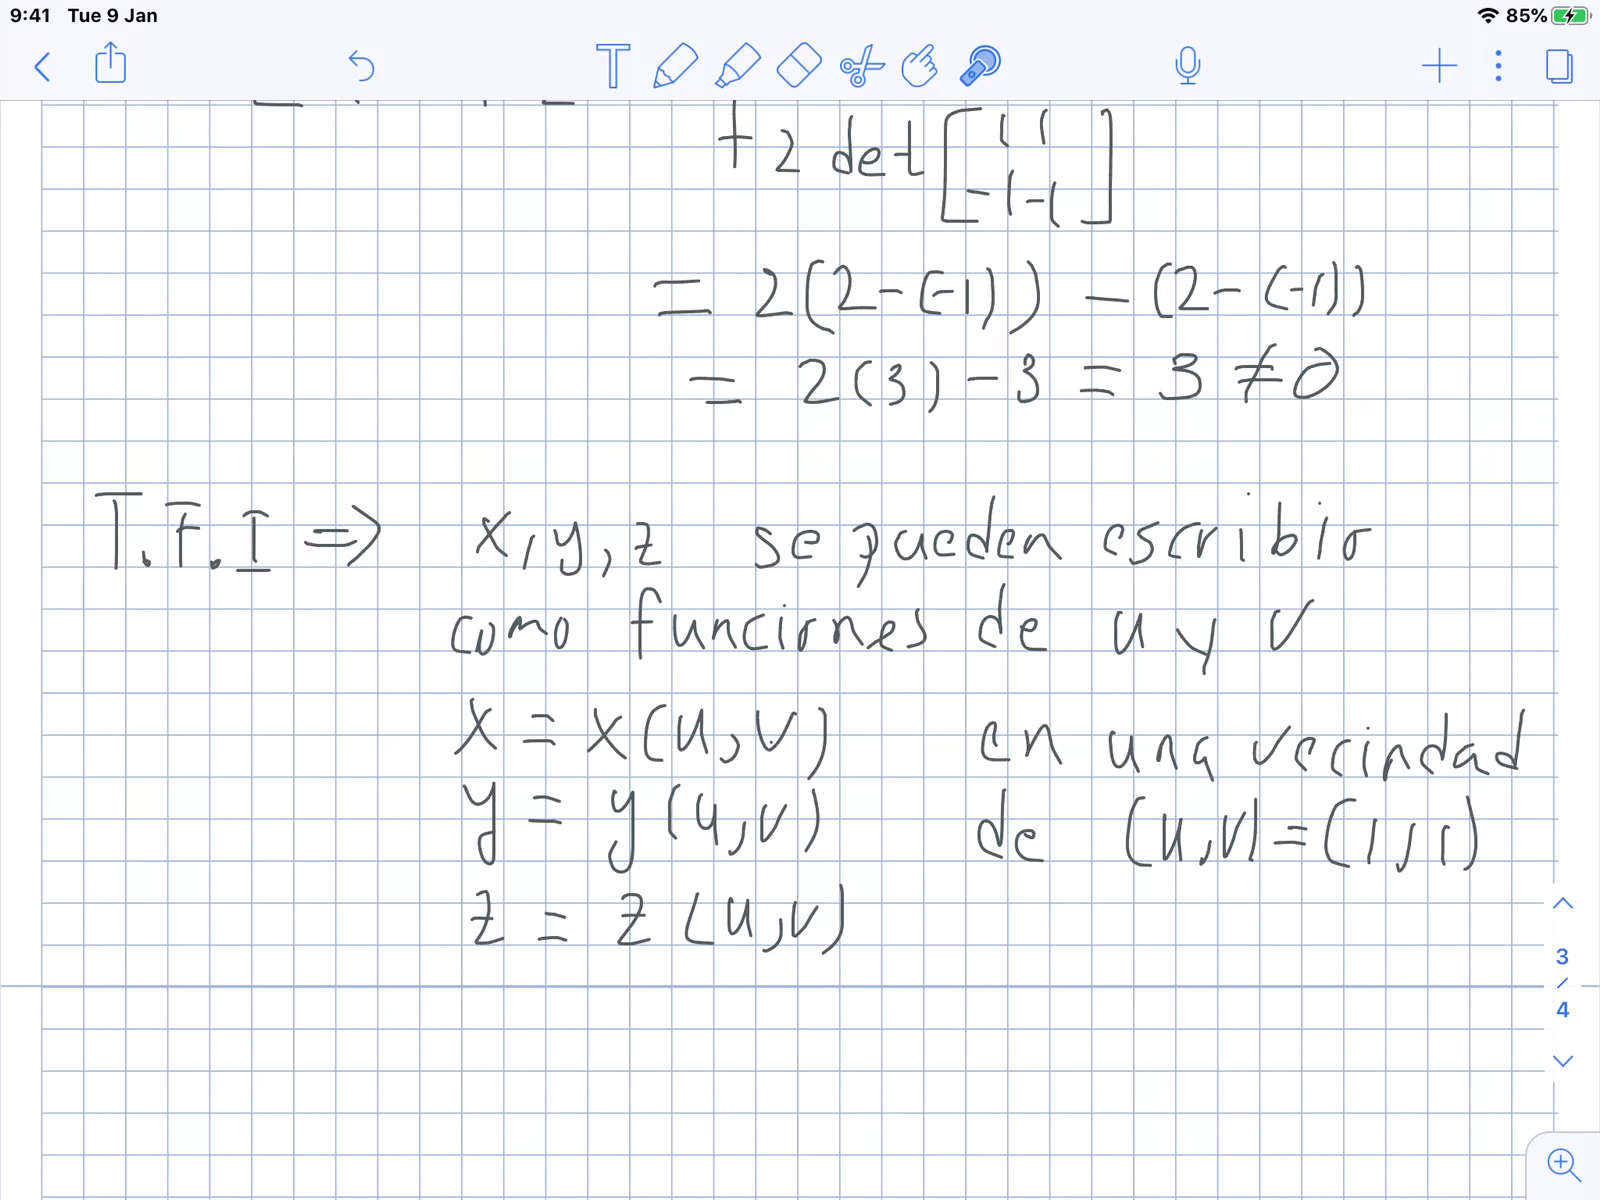 9:41 Tue 9 Jan 85%
+ 2 det [ 1 1
-1 -1 ]
= 2(2-(-1)) - (2-(-1))
= 2(3) - 3 = 3 ≠ 0
T.F.I ⇒ x, y, z se pueden escribir
como funciones de u y v
x = x(u,v) en una vecindad
y = y(u,v) de (u,v) = (1,1)
z = z(u,v)
3
/
4